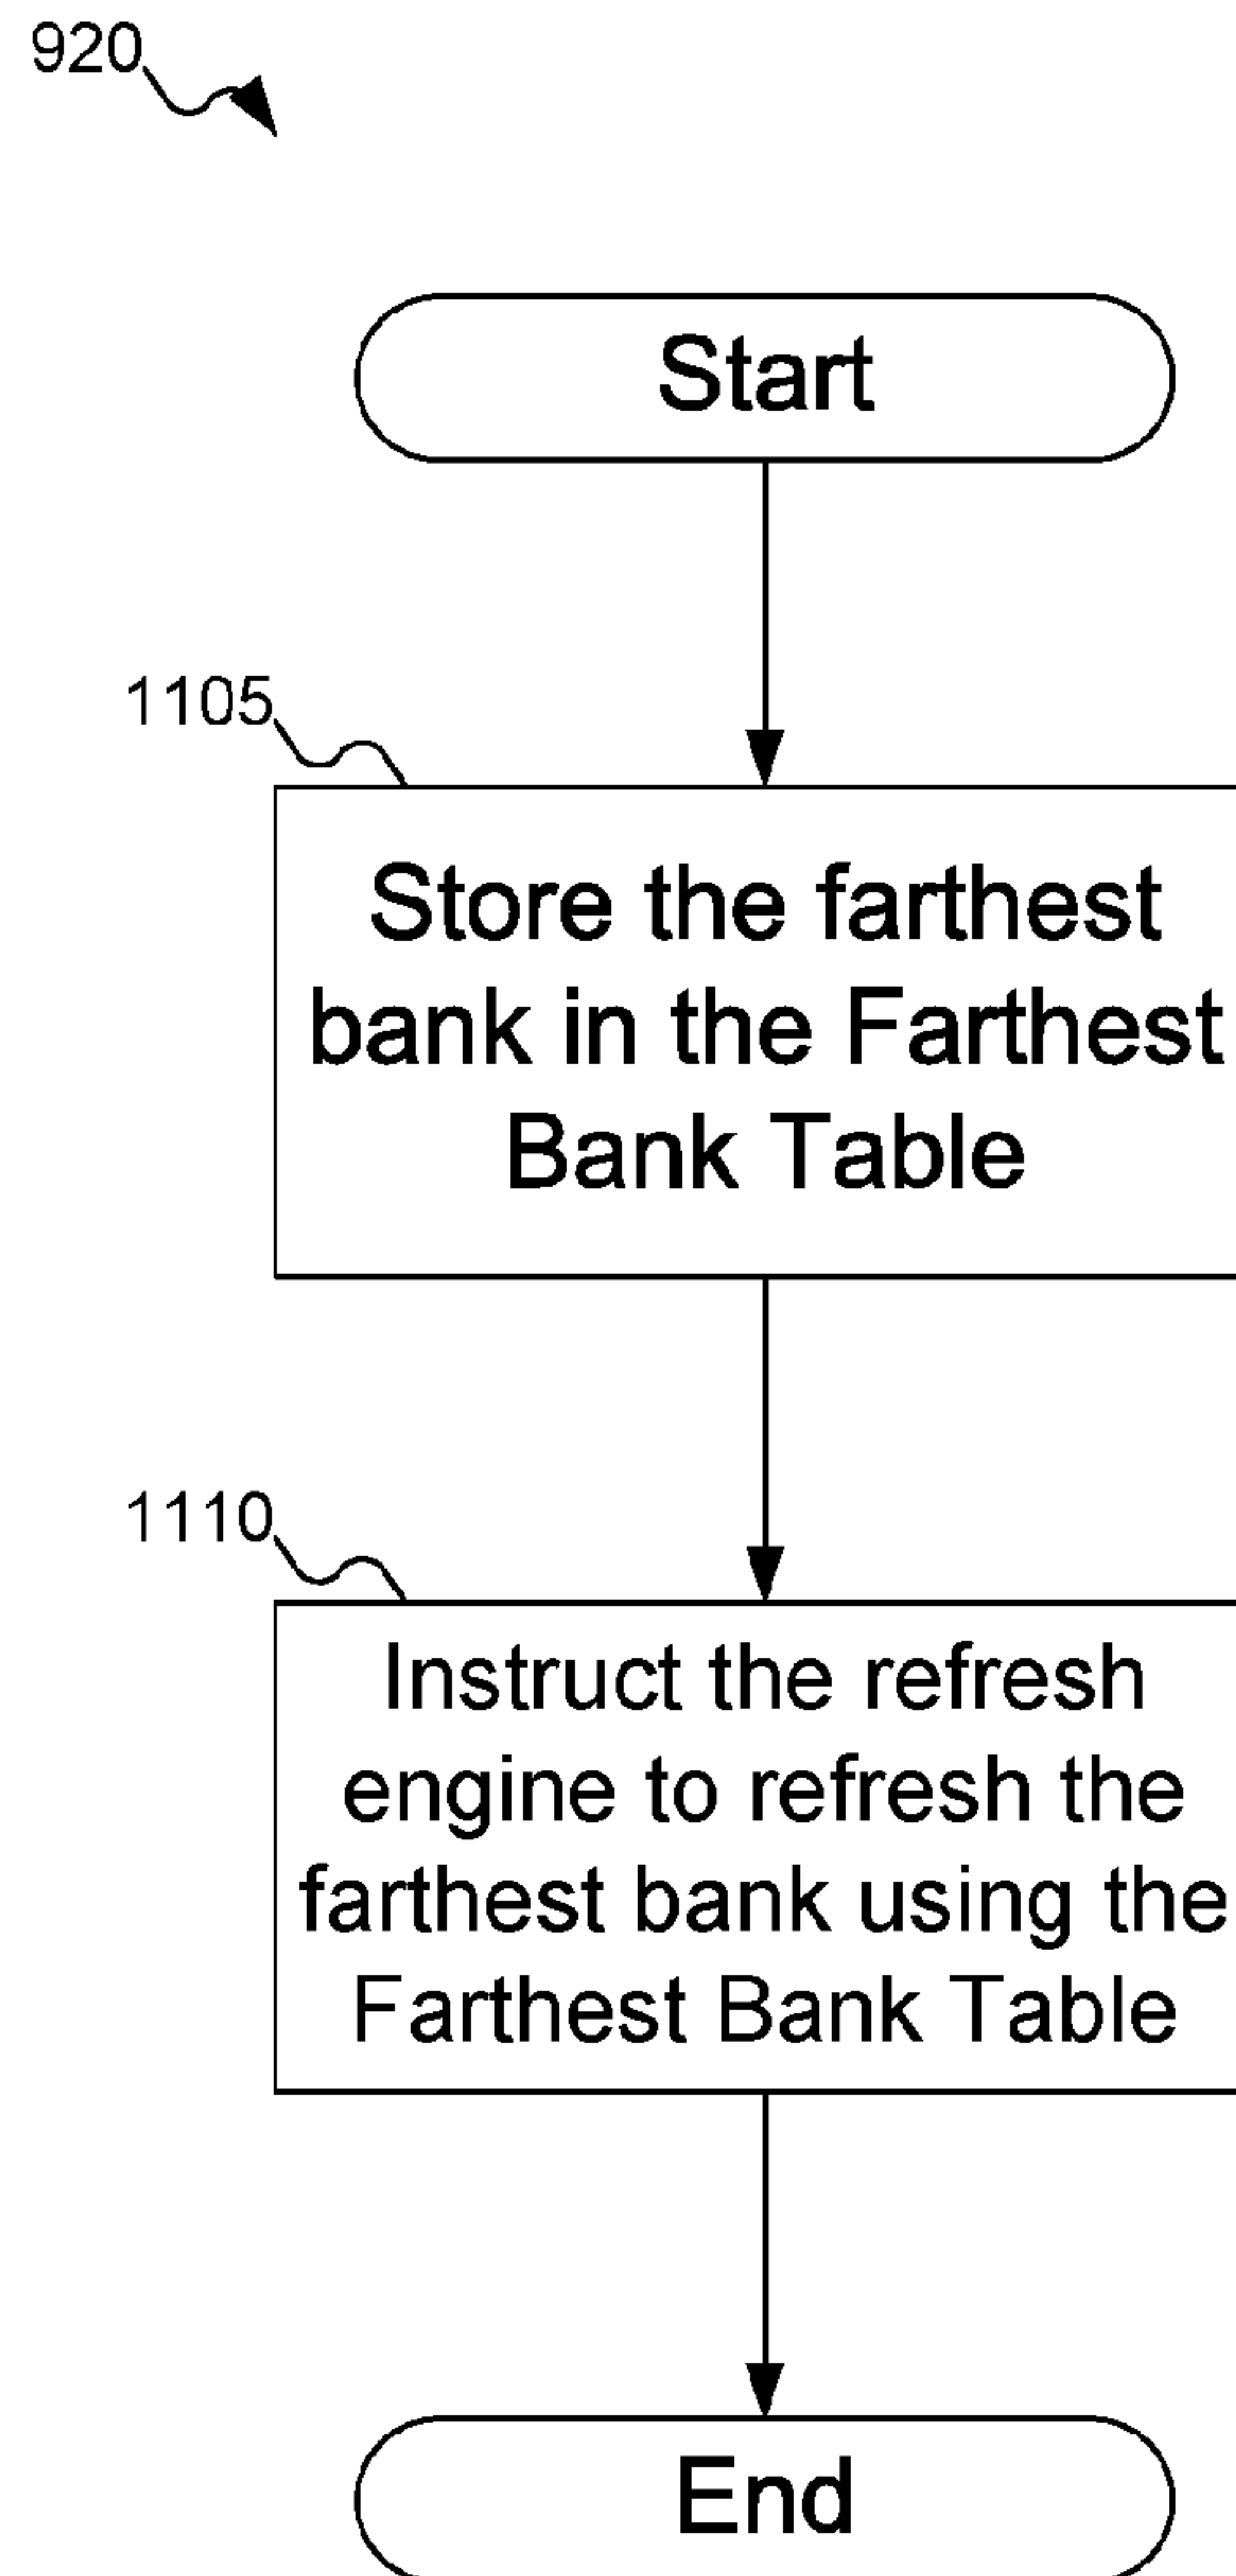 920
Start
1105
Store the farthest
bank in the Farthest
Bank Table
1110
Instruct the refresh
engine to refresh the
farthest bank using the
Farthest Bank Table
End